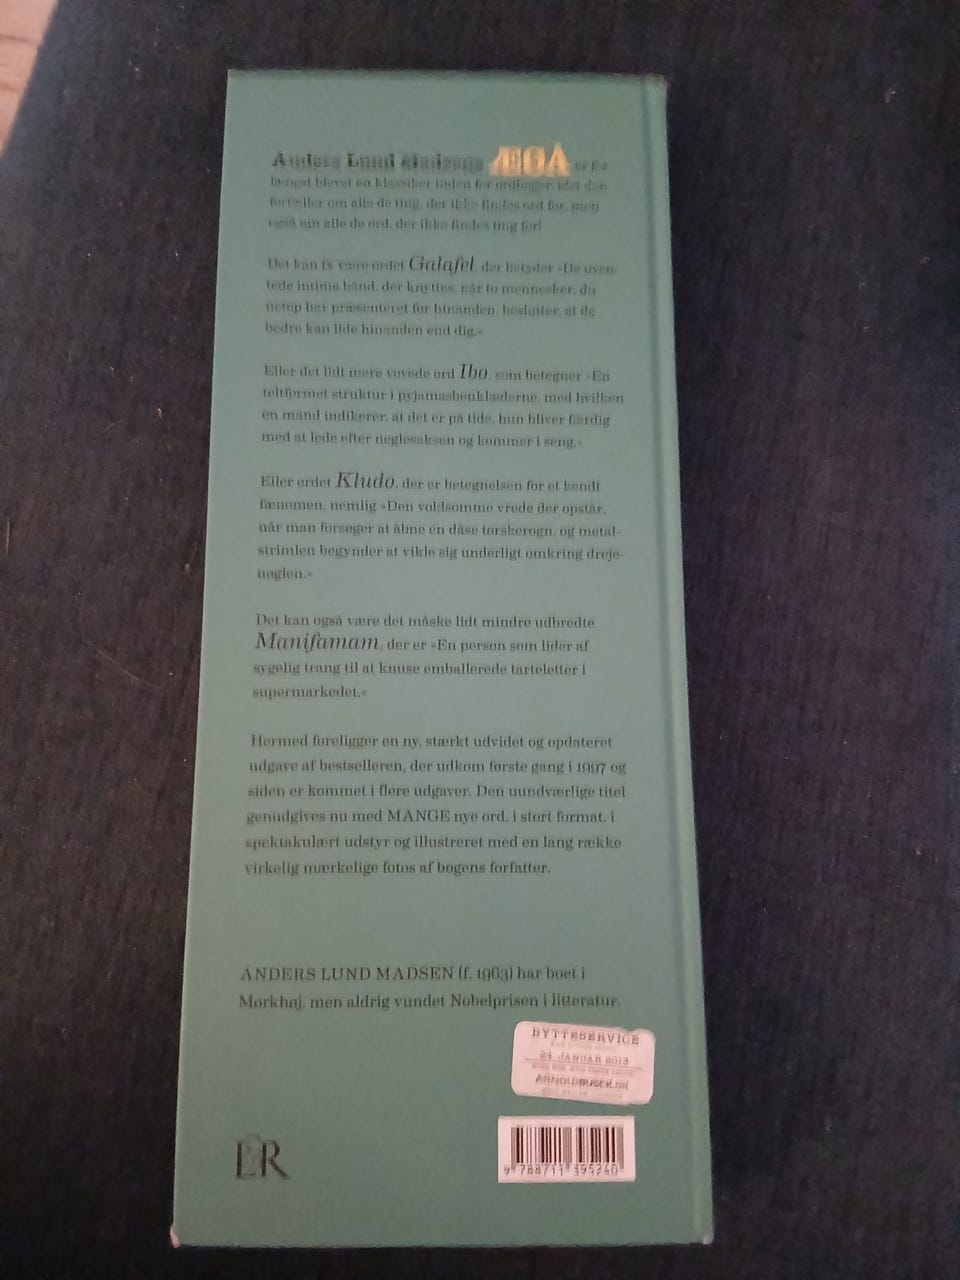 Anders Lund Madsens ÆØÅ er for
længst blevet en klassiker inden for ordbøger, idet den
fortæller om alle de ting, der ikke findes ord for, men
også om alle de ord, der ikke findes ting for!
Det kan fx være ordet Galafel, der betyder »De uven-
tede intime bånd, der knyttes, når to mennesker, du
netop har præsenteret for hinanden, beslutter, at de
bedre kan lide hinanden end dig.«
Eller det lidt mere vovede ord Ibo, som betegner »En
teltformet struktur i pyjamasbenklæderne, med hvilken
en mand indikerer, at det er på tide, hun bliver færdig
med at lede efter neglesaksen og kommer i seng.«
Eller ordet Kludo, der er betegnelsen for et kendt
fænomen, nemlig »Den voldsomme vrede der opstår,
når man forsøger at åbne en dåse torskerogn, og metal-
strimlen begynder at vikle sig underligt omkring dreje-
nøglen.«
Det kan også være det måske lidt mindre udbredte
Manifamam, der er »En person som lider af
sygelig trang til at knuse emballerede tarteletter i
supermarkedet.«
Hermed foreligger en ny, stærkt udvidet og opdateret
udgave af bestselleren, der udkom første gang i 1997 og
siden er kommet i flere udgaver. Den uundværlige titel
genudgives nu med MANGE nye ord, i stort format, i
spektakulært udstyr og illustreret med en lang række
virkelig mærkelige fotos af bogens forfatter.
ANDERS LUND MADSEN (f. 1963) har boet i
Mørkhøj, men aldrig vundet Nobelprisen i litteratur.
BYTTESERVICE
24. JANUAR 2013
ARNOLDBUSCK.DK
L&R
9 788711 395240